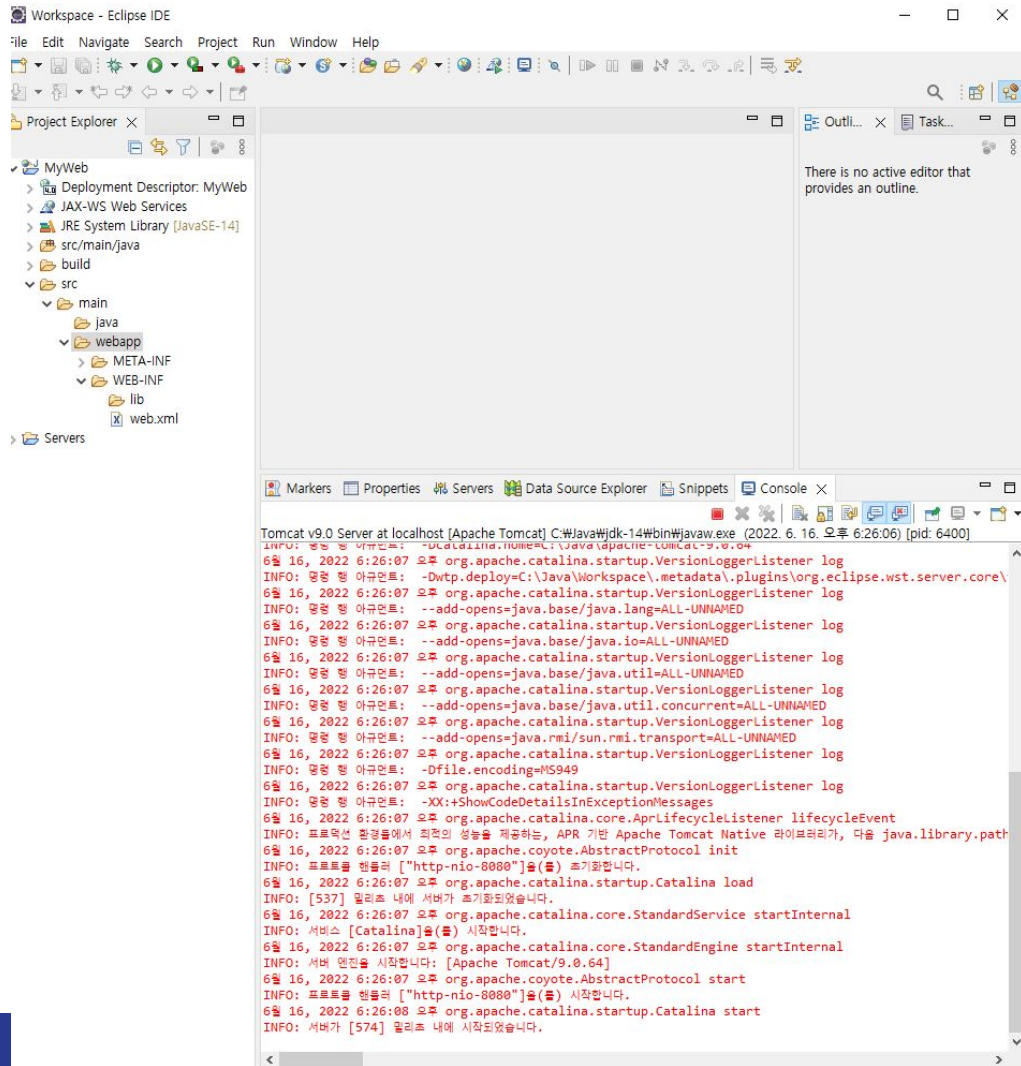 Workspace - Eclipse IDE
File Edit Navigate Search Project Run Window Help
Project Explorer
Outli...
Task...
MyWeb
Deployment Descriptor: MyWeb
JAX-WS Web Services
JRE System Library [JavaSE-14]
src/main/java
build
src
main
java
webapp
META-INF
WEB-INF
lib
web.xml
Servers
There is no active editor that
provides an outline.
Markers Properties Servers Data Source Explorer Snippets Console
Tomcat v9.0 Server at localhost [Apache Tomcat] C:₩Java₩jdk-14₩bin₩javaw.exe (2022. 6. 16. 오후 6:26:06) [pid: 6400]
INFO: 명령 행 아규먼트: -Dcatalina.home=C:\Java\apache-tomcat-9.0.64
6월 16, 2022 6:26:07 오후 org.apache.catalina.startup.VersionLoggerListener log
INFO: 명령 행 아규먼트: -Dwtp.deploy=C:\Java\Workspace\.metadata\.plugins\org.eclipse.wst.server.core\
6월 16, 2022 6:26:07 오후 org.apache.catalina.startup.VersionLoggerListener log
INFO: 명령 행 아규먼트: --add-opens=java.base/java.lang=ALL-UNNAMED
6월 16, 2022 6:26:07 오후 org.apache.catalina.startup.VersionLoggerListener log
INFO: 명령 행 아규먼트: --add-opens=java.base/java.io=ALL-UNNAMED
6월 16, 2022 6:26:07 오후 org.apache.catalina.startup.VersionLoggerListener log
INFO: 명령 행 아규먼트: --add-opens=java.base/java.util=ALL-UNNAMED
6월 16, 2022 6:26:07 오후 org.apache.catalina.startup.VersionLoggerListener log
INFO: 명령 행 아규먼트: --add-opens=java.base/java.util.concurrent=ALL-UNNAMED
6월 16, 2022 6:26:07 오후 org.apache.catalina.startup.VersionLoggerListener log
INFO: 명령 행 아규먼트: --add-opens=java.rmi/sun.rmi.transport=ALL-UNNAMED
6월 16, 2022 6:26:07 오후 org.apache.catalina.startup.VersionLoggerListener log
INFO: 명령 행 아규먼트: -Dfile.encoding=MS949
6월 16, 2022 6:26:07 오후 org.apache.catalina.startup.VersionLoggerListener log
INFO: 명령 행 아규먼트: -XX:+ShowCodeDetailsInExceptionMessages
6월 16, 2022 6:26:07 오후 org.apache.catalina.core.AprLifecycleListener lifecycleEvent
INFO: 프로덕션 환경들에서 최적의 성능을 제공하는, APR 기반 Apache Tomcat Native 라이브러리가, 다음 java.library.path
6월 16, 2022 6:26:07 오후 org.apache.coyote.AbstractProtocol init
INFO: 프로토콜 핸들러 ["http-nio-8080"]을(를) 초기화합니다.
6월 16, 2022 6:26:07 오후 org.apache.catalina.startup.Catalina load
INFO: [537] 밀리초 내에 서버가 초기화되었습니다.
6월 16, 2022 6:26:07 오후 org.apache.catalina.core.StandardService startInternal
INFO: 서비스 [Catalina]을(를) 시작합니다.
6월 16, 2022 6:26:07 오후 org.apache.catalina.core.StandardEngine startInternal
INFO: 서버 엔진을 시작합니다: [Apache Tomcat/9.0.64]
6월 16, 2022 6:26:07 오후 org.apache.coyote.AbstractProtocol start
INFO: 프로토콜 핸들러 ["http-nio-8080"]을(를) 시작합니다.
6월 16, 2022 6:26:08 오후 org.apache.catalina.startup.Catalina start
INFO: 서버가 [574] 밀리초 내에 시작되었습니다.